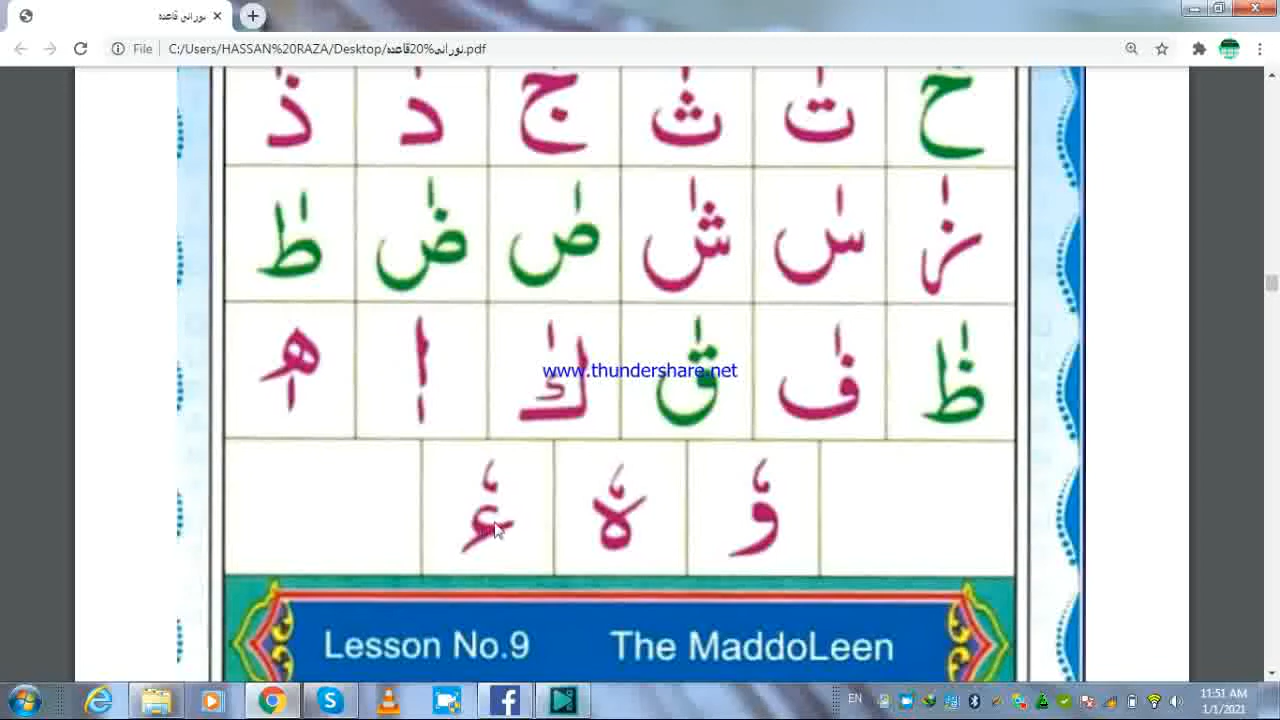 نورانی قاعدہ
File C:/Users/HASSAN%20RAZA/Desktop/نورانی%20قاعدہ.pdf
حٰ تٰ ثٰ جٰ دٰ ذٰ
زٰ سٰ شٰ صٰ ضٰ طٰ
ظٰ فٰ قٰ كٰ اٖ هٖ
www.thundershare.net
وٗ هٗ ءٗ
Lesson No.9 The MaddoLeen
EN
11:51 AM
1/1/2021